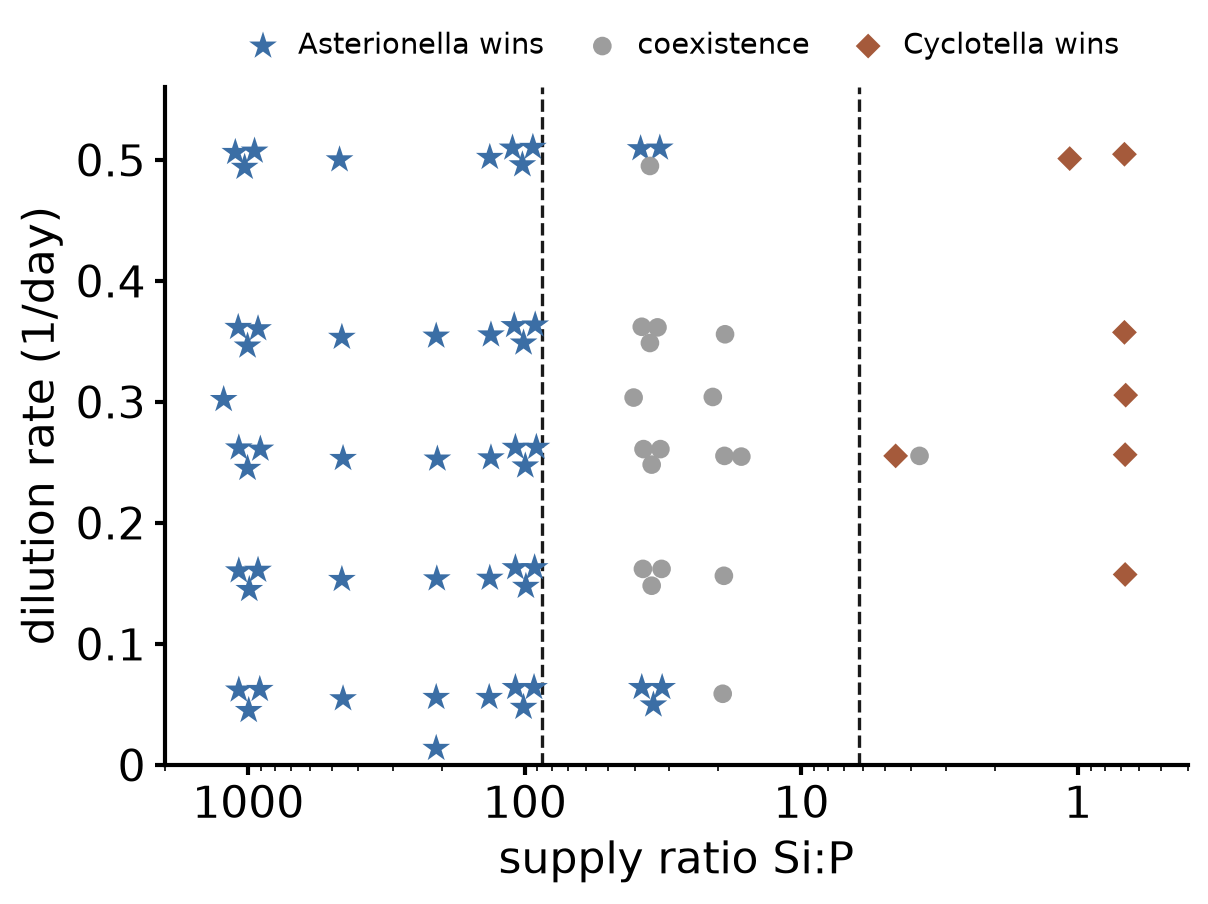 Asterionella wins coexistence Cyclotella wins
0.5
0.4
0.3
0.2
0.1
0
dilution rate (1/day)
1000 100 10 1
supply ratio Si:P